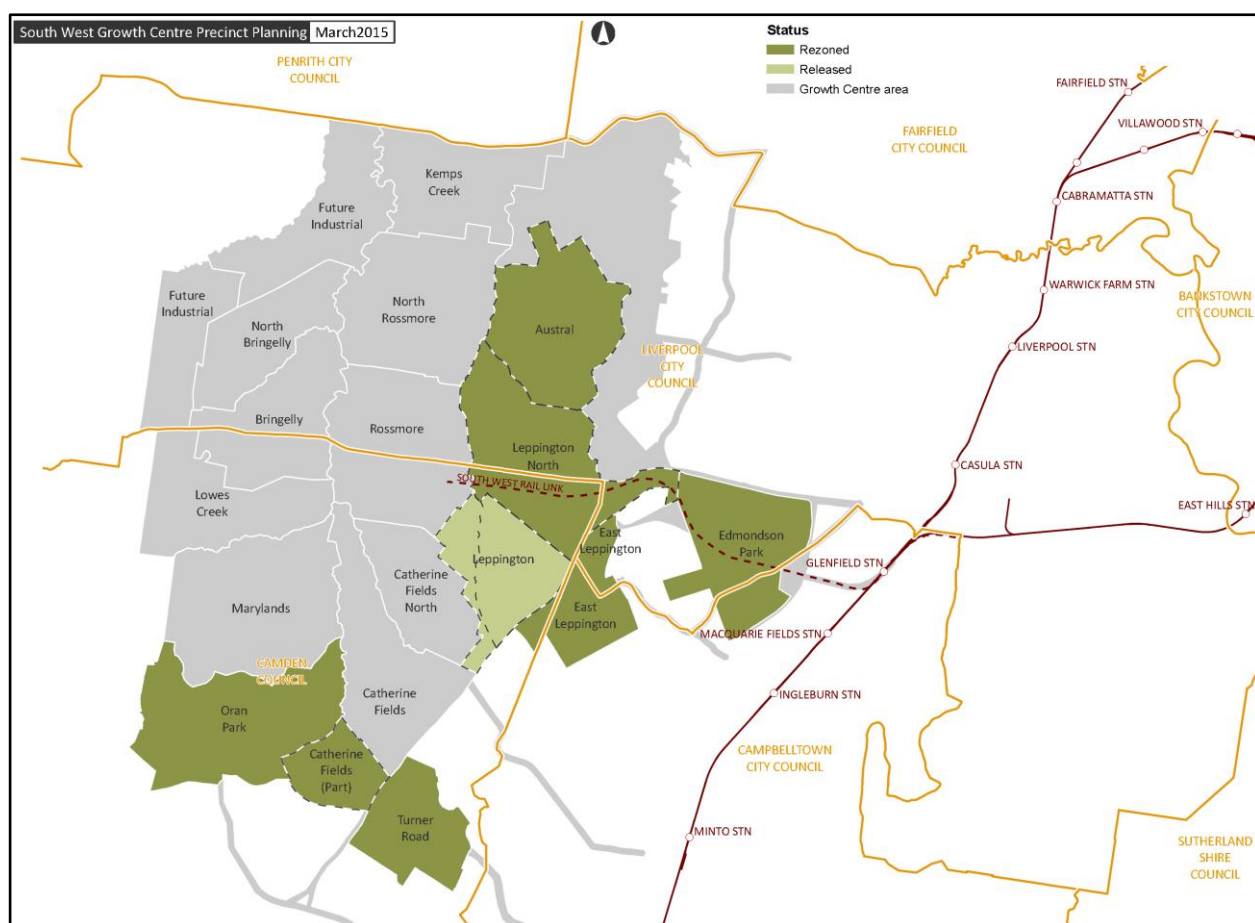 South West Growth Centre Precinct Planning
March2015
Status
Rezoned
Released
Growth Centre area
PENRITH CITY
COUNCIL
FAIRFIELD STN
VILLAWOOD STN
FAIRFIELD
CITY COUNCIL
CABRAMATTA STN
Kemps
Creek
Future
Industrial
Future
Industrial
North
Rossmore
North
Bringelly
Austral
WARWICK FARM STN
BANKSTOWN
CITY COUNCIL
LIVERPOOL
CITY
COUNCIL
LIVERPOOL STN
Bringelly
Rossmore
Leppington
North
CASULA STN
SOUTH WEST RAIL LINK
Lowes
Creek
EAST HILLS STN
East
Leppington
Edmondson
Park
Leppington
GLENFIELD STN
Catherine
Fields
North
Marylands
East
Leppington
MACQUARIE FIELDS STN
CAMDEN
COUNCIL
INGLEBURN STN
Catherine
Fields
Oran
Park
CAMPBELLTOWN
CITY COUNCIL
Catherine
Fields
(Part)
Turner
Road
MINTO STN
SUTHERLAND
SHIRE
COUNCIL